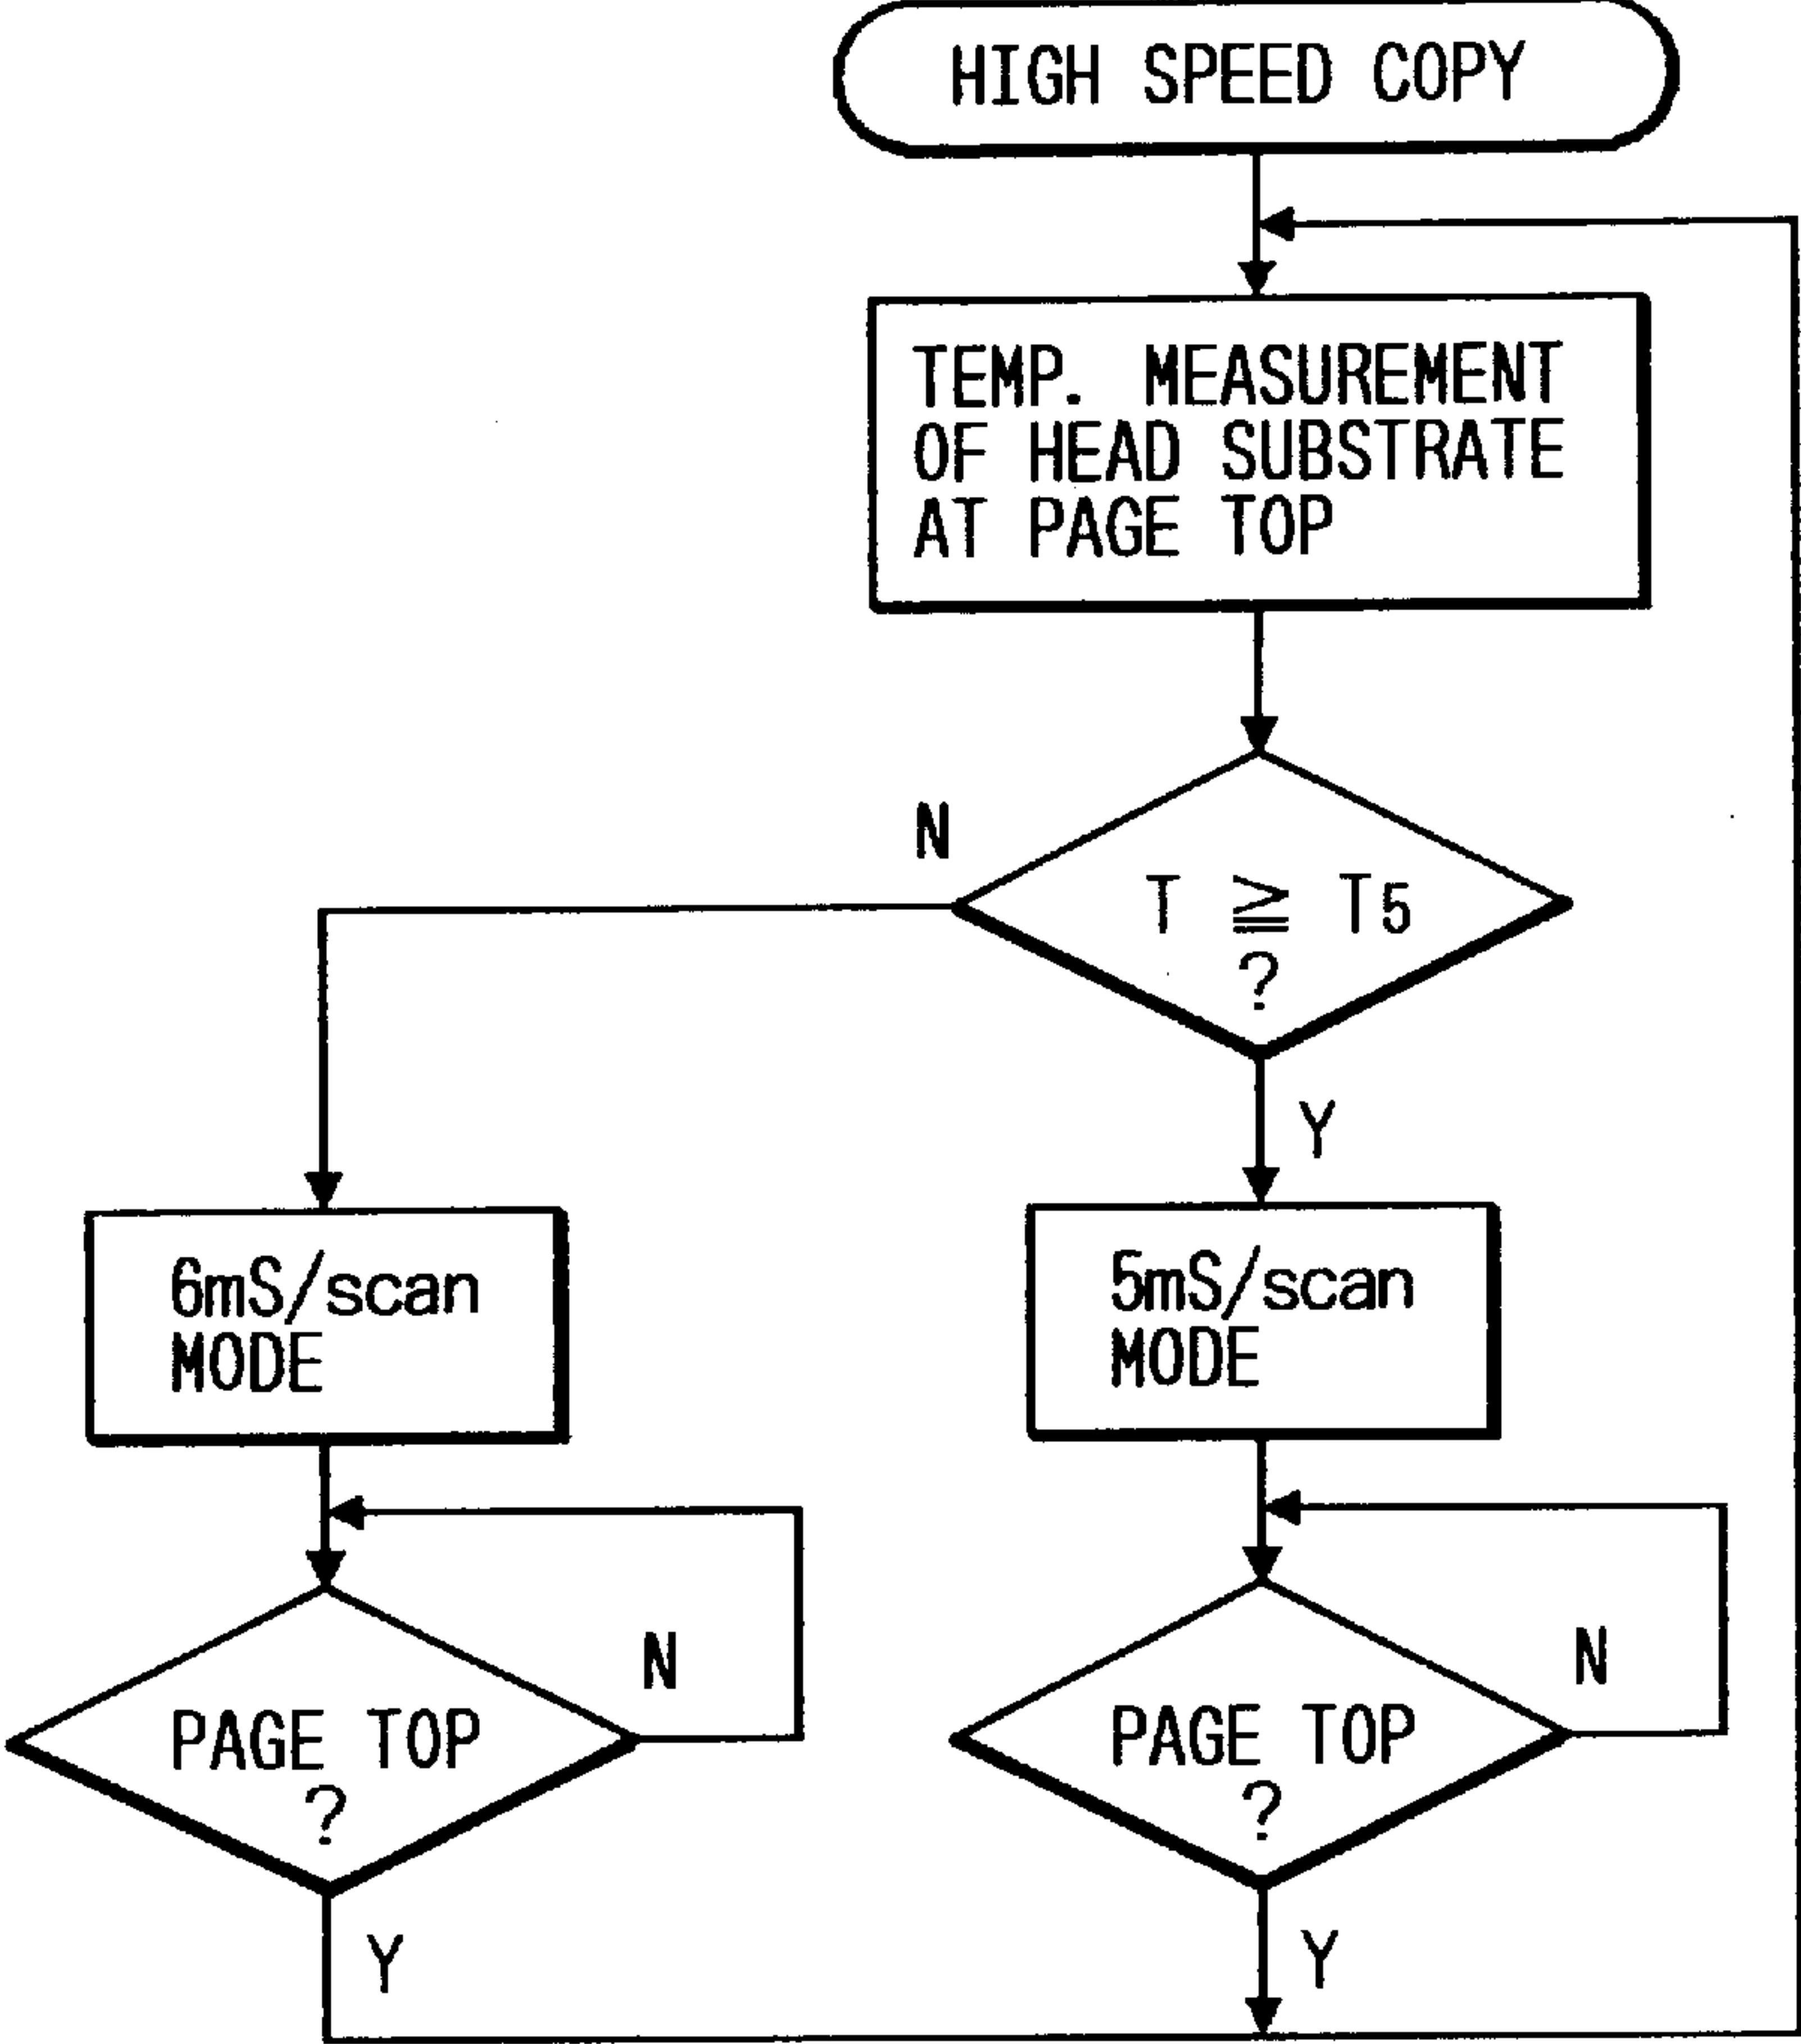 HIGH SPEED COPY
TEMP. MEASUREMENT
OF HEAD SUBSTRATE
AT PAGE TOP
N
T ≧ T5
?
Y
6mS/scan
MODE
5mS/scan
MODE
N
PAGE TOP
?
Y
N
PAGE TOP
?
Y